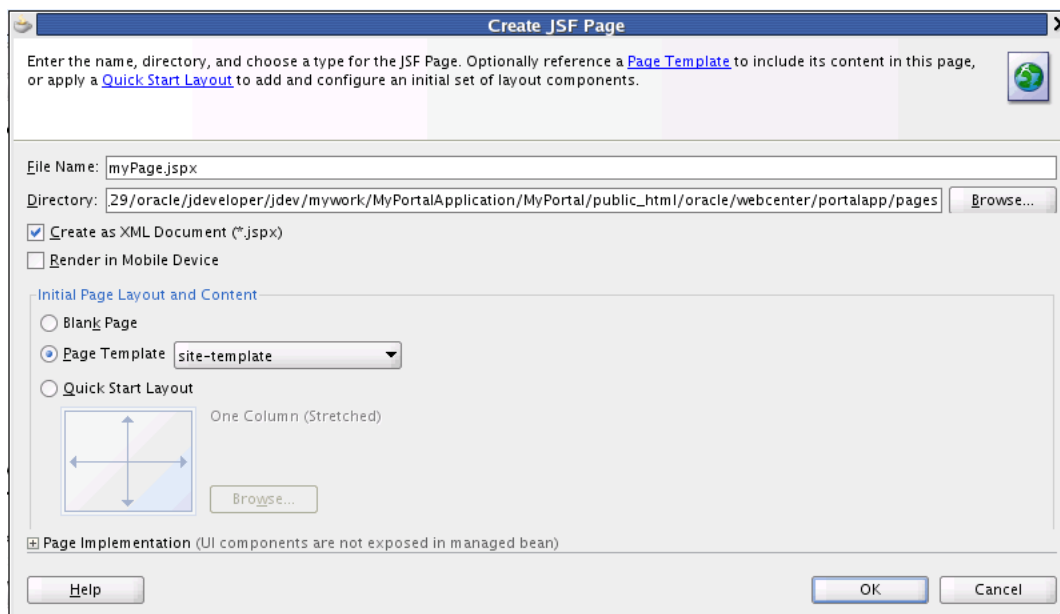 Create JSF Page
Enter the name, directory, and choose a type for the JSF Page. Optionally reference a Page Template to include its content in this page,
or apply a Quick Start Layout to add and configure an initial set of layout components.
File Name: myPage.jspx
Directory: .29/oracle/jdeveloper/jdev/mywork/MyPortalApplication/MyPortal/public_html/oracle/webcenter/portalapp/pages Browse...
Create as XML Document (*.jspx)
Render in Mobile Device
Initial Page Layout and Content
Blank Page
Page Template site-template
Quick Start Layout
One Column (Stretched)
Browse...
Page Implementation (UI components are not exposed in managed bean)
Help OK Cancel